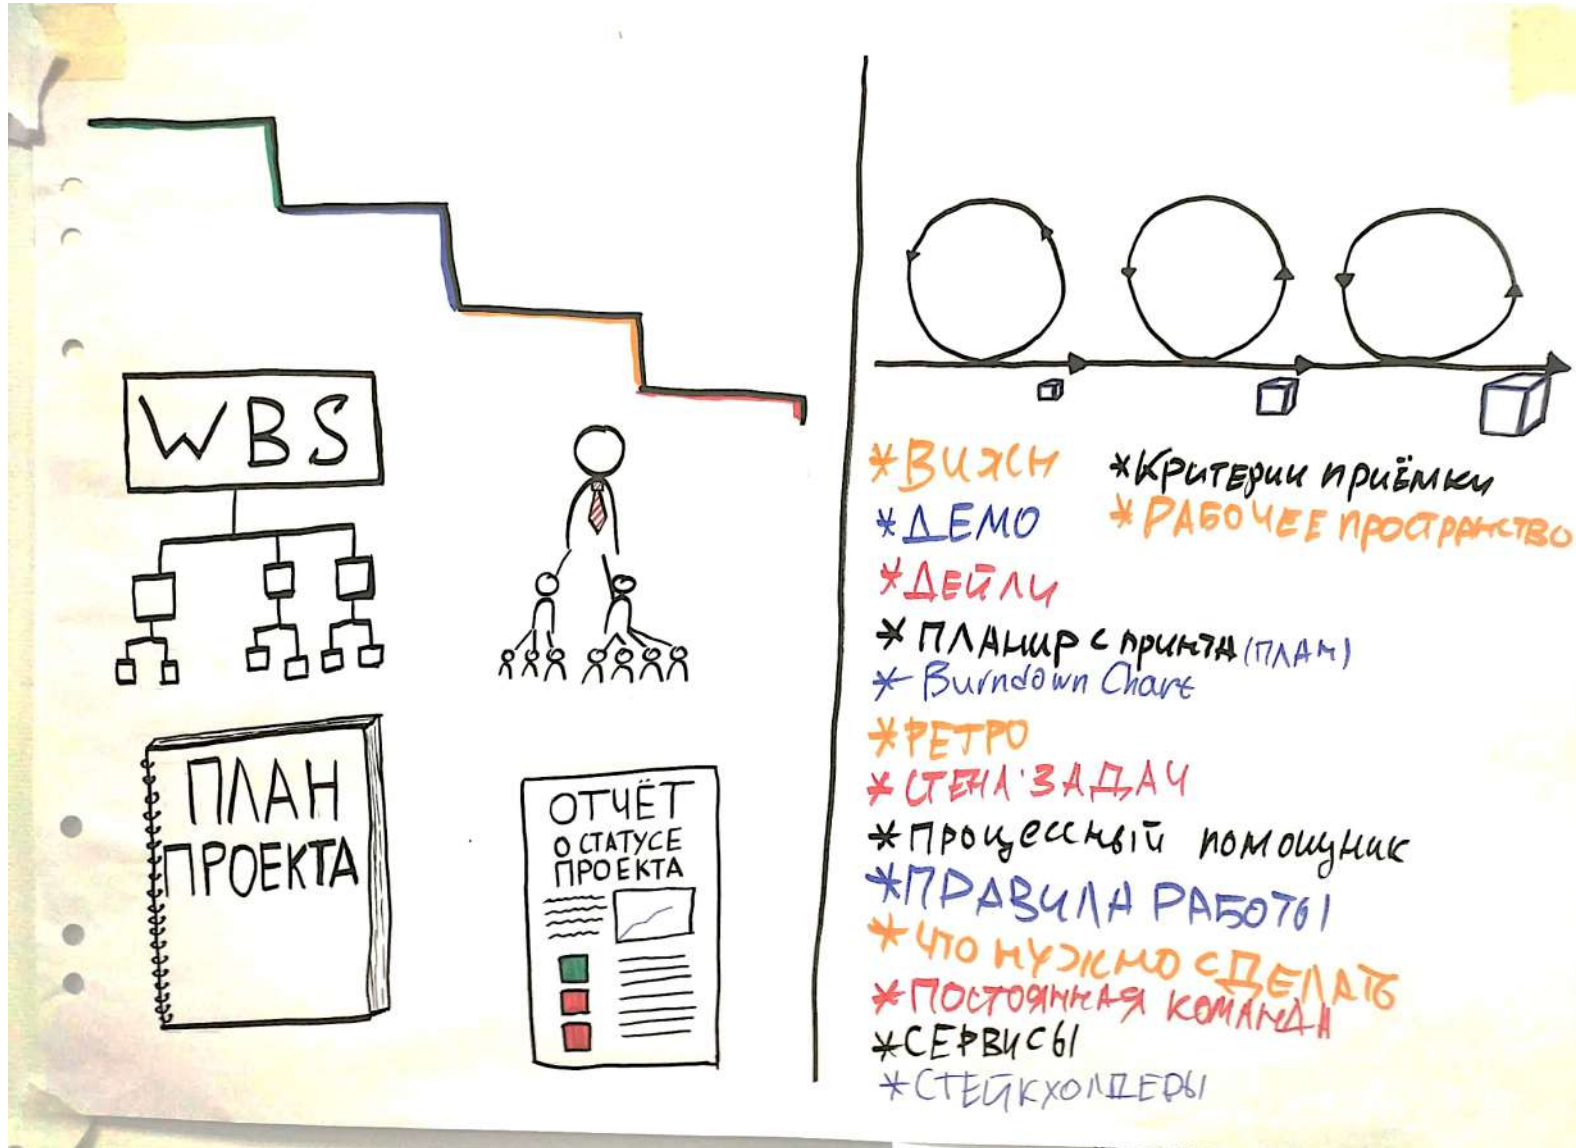 WBS
ПЛАН
ПРОЕКТА
ОТЧЁТ
О СТАТУСЕ
ПРОЕКТА
*ВИЖН
*ДЕМО
*ДЕЙЛИ
*ПЛАНИР СПРИНТА (ПЛАН)
*Burndown Chart
*РЕТРО
*СТЕНА ЗАДАЧ
*ПРОЦЕССНЫЙ ПОМОЩНИК
*ПРАВИЛА РАБОТЫ
*ЧТО НУЖНО СДЕЛАТЬ
*ПОСТОЯННАЯ КОМАНДА
*СЕРВИСЫ
*СТЕЙКХОЛДЕРЫ
*Критерии приёмки
*РАБОЧЕЕ ПРОСТРАНСТВО